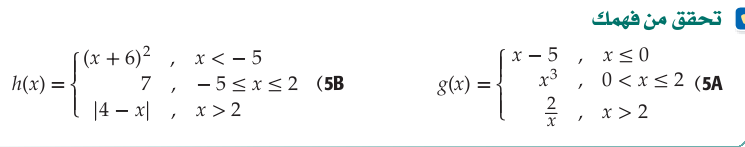 تحقق من فهمك
5A) g(x) = { x − 5 , x ≤ 0
x³ , 0 < x ≤ 2
2/x , x > 2
5B) h(x) = { (x + 6)² , x < − 5
7 , − 5 ≤ x ≤ 2
|4 − x| , x > 2